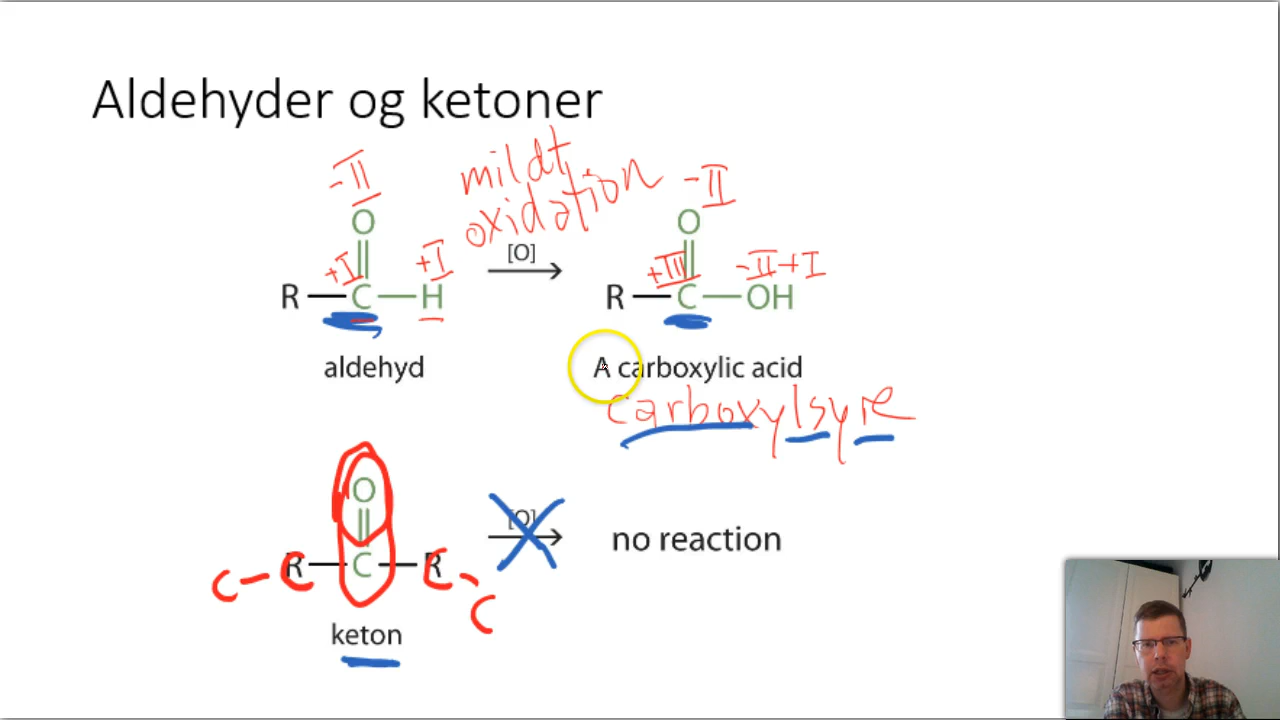 Aldehyder og ketoner
mildt
oxidation
-II
-II
O
O
+I
+I
[O]
+III
-II+I
R C H
R C OH
aldehyd
A carboxylic acid
carboxylsyre
O
[O]
no reaction
C - C R C R C - C
keton